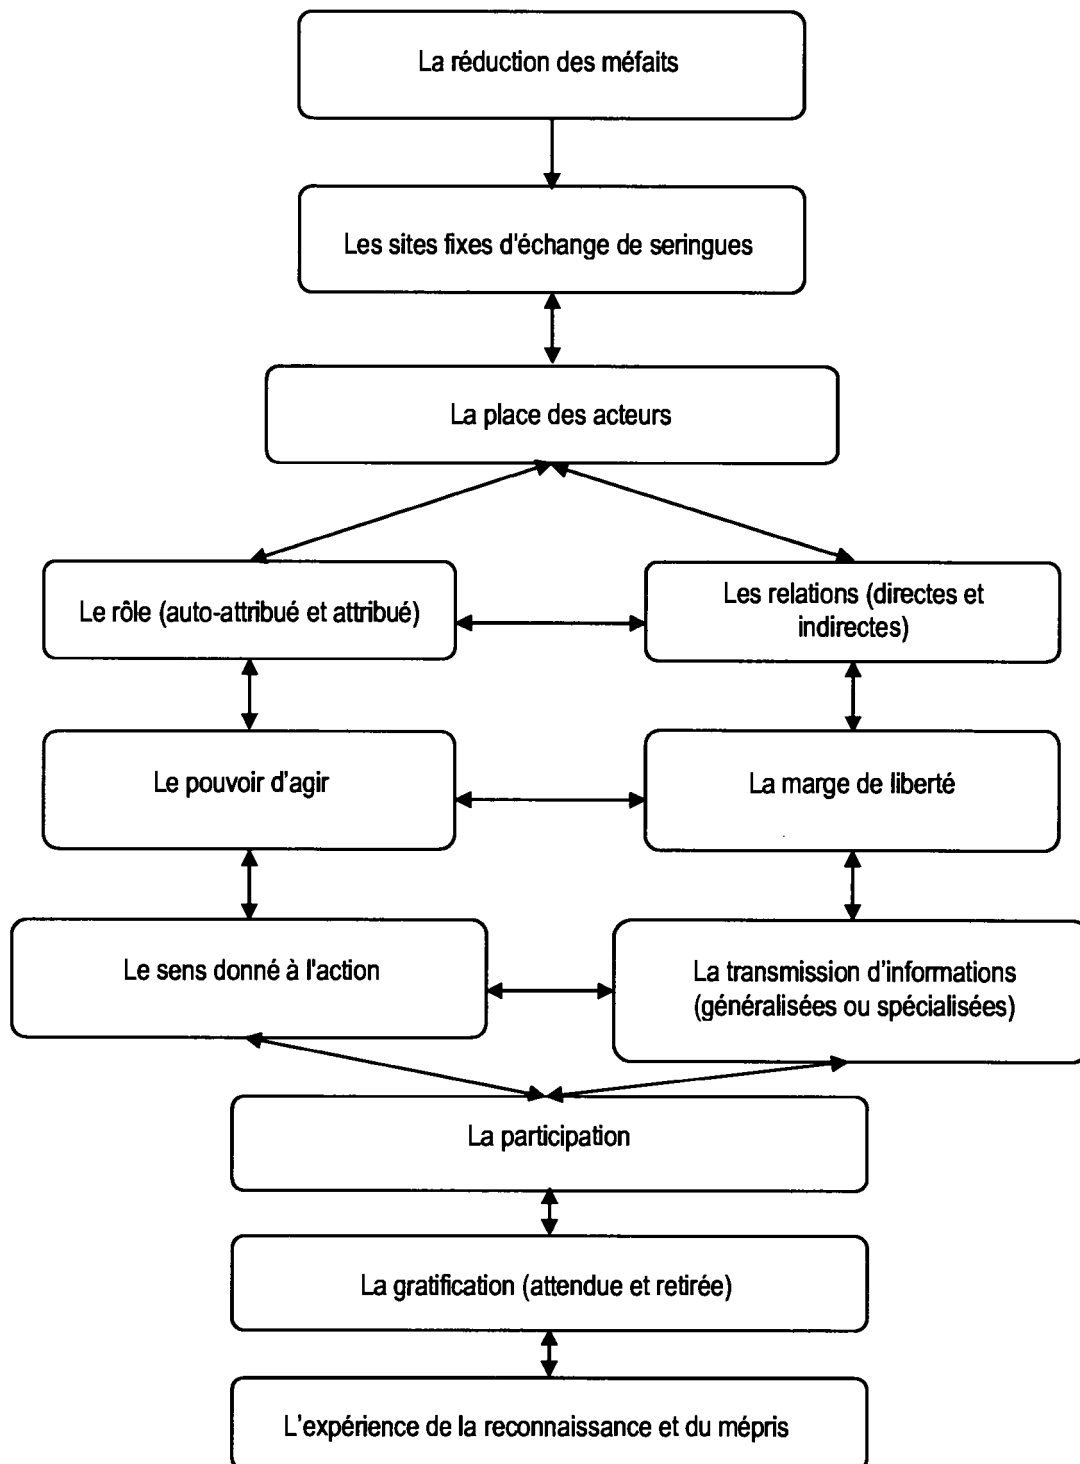 La réduction des méfaits
Les sites fixes d'échange de seringues
La place des acteurs
Le rôle (auto-attribué et attribué)
Les relations (directes et
indirectes)
Le pouvoir d'agir
La marge de liberté
Le sens donné à l'action
La transmission d'informations
(généralisées ou spécialisées)
La participation
La gratification (attendue et retirée)
L'expérience de la reconnaissance et du mépris